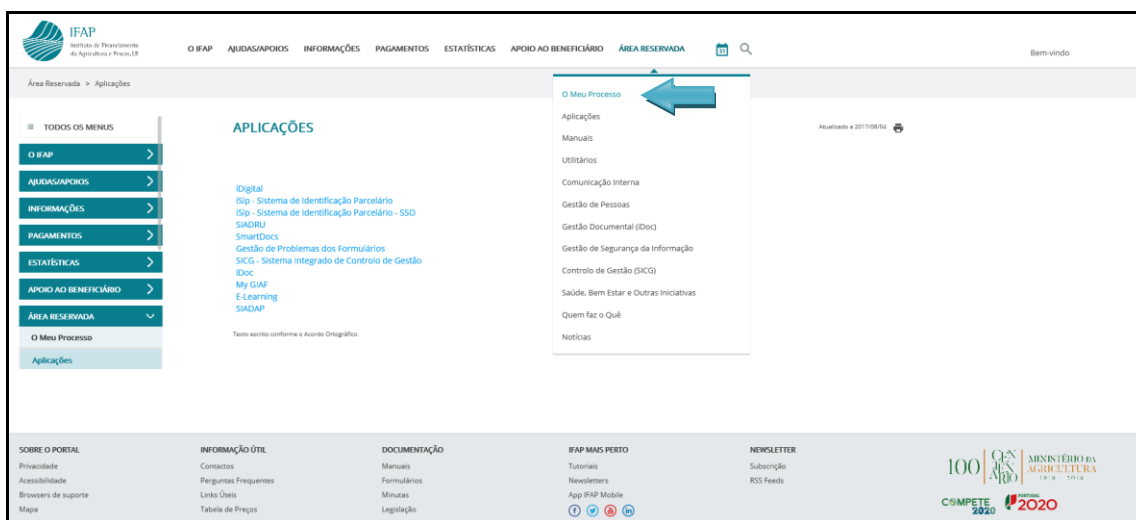 IFAP
Instituto de Financiamento
da Agricultura e Pescas, I.P.
O IFAP AJUDAS/APOIOS INFORMAÇÕES PAGAMENTOS ESTATÍSTICAS APOIO AO BENEFICIÁRIO ÁREA RESERVADA
31
Bem-vindo
Área Reservada > Aplicações
O Meu Processo
Aplicações
Manuais
Utilitários
Comunicação Interna
Gestão de Pessoas
Gestão Documental (iDoc)
Gestão de Segurança da Informação
Controlo de Gestão (SICG)
Saúde, Bem Estar e Outras Iniciativas
Quem faz o Quê
Notícias
TODOS OS MENUS
O IFAP
AJUDAS/APOIOS
INFORMAÇÕES
PAGAMENTOS
ESTATÍSTICAS
APOIO AO BENEFICIÁRIO
ÁREA RESERVADA
O Meu Processo
Aplicações
APLICAÇÕES
Atualizado a 2017/08/04
iDigital
iSip - Sistema de Identificação Parcelário
iSip - Sistema de Identificação Parcelário - SSO
SIADRU
SmartDocs
Gestão de Problemas dos Formulários
SICG - Sistema Integrado de Controlo de Gestão
iDoc
My GIAF
E-Learning
SIADAP
Texto escrito conforme o Acordo Ortográfico.
SOBRE O PORTAL
Privacidade
Acessibilidade
Browsers de suporte
Mapa
INFORMAÇÃO ÚTIL
Contactos
Perguntas Frequentes
Links Úteis
Tabela de Preços
DOCUMENTAÇÃO
Manuais
Formulários
Minutas
Legislação
IFAP MAIS PERTO
Tutoriais
Newsletters
App IFAP Mobile
NEWSLETTER
Subscrição
RSS Feeds
100 CENTENÁRIO
MINISTÉRIO DA
AGRICULTURA
1918 - 2018
COMPETE
2020
PORTUGAL
2020